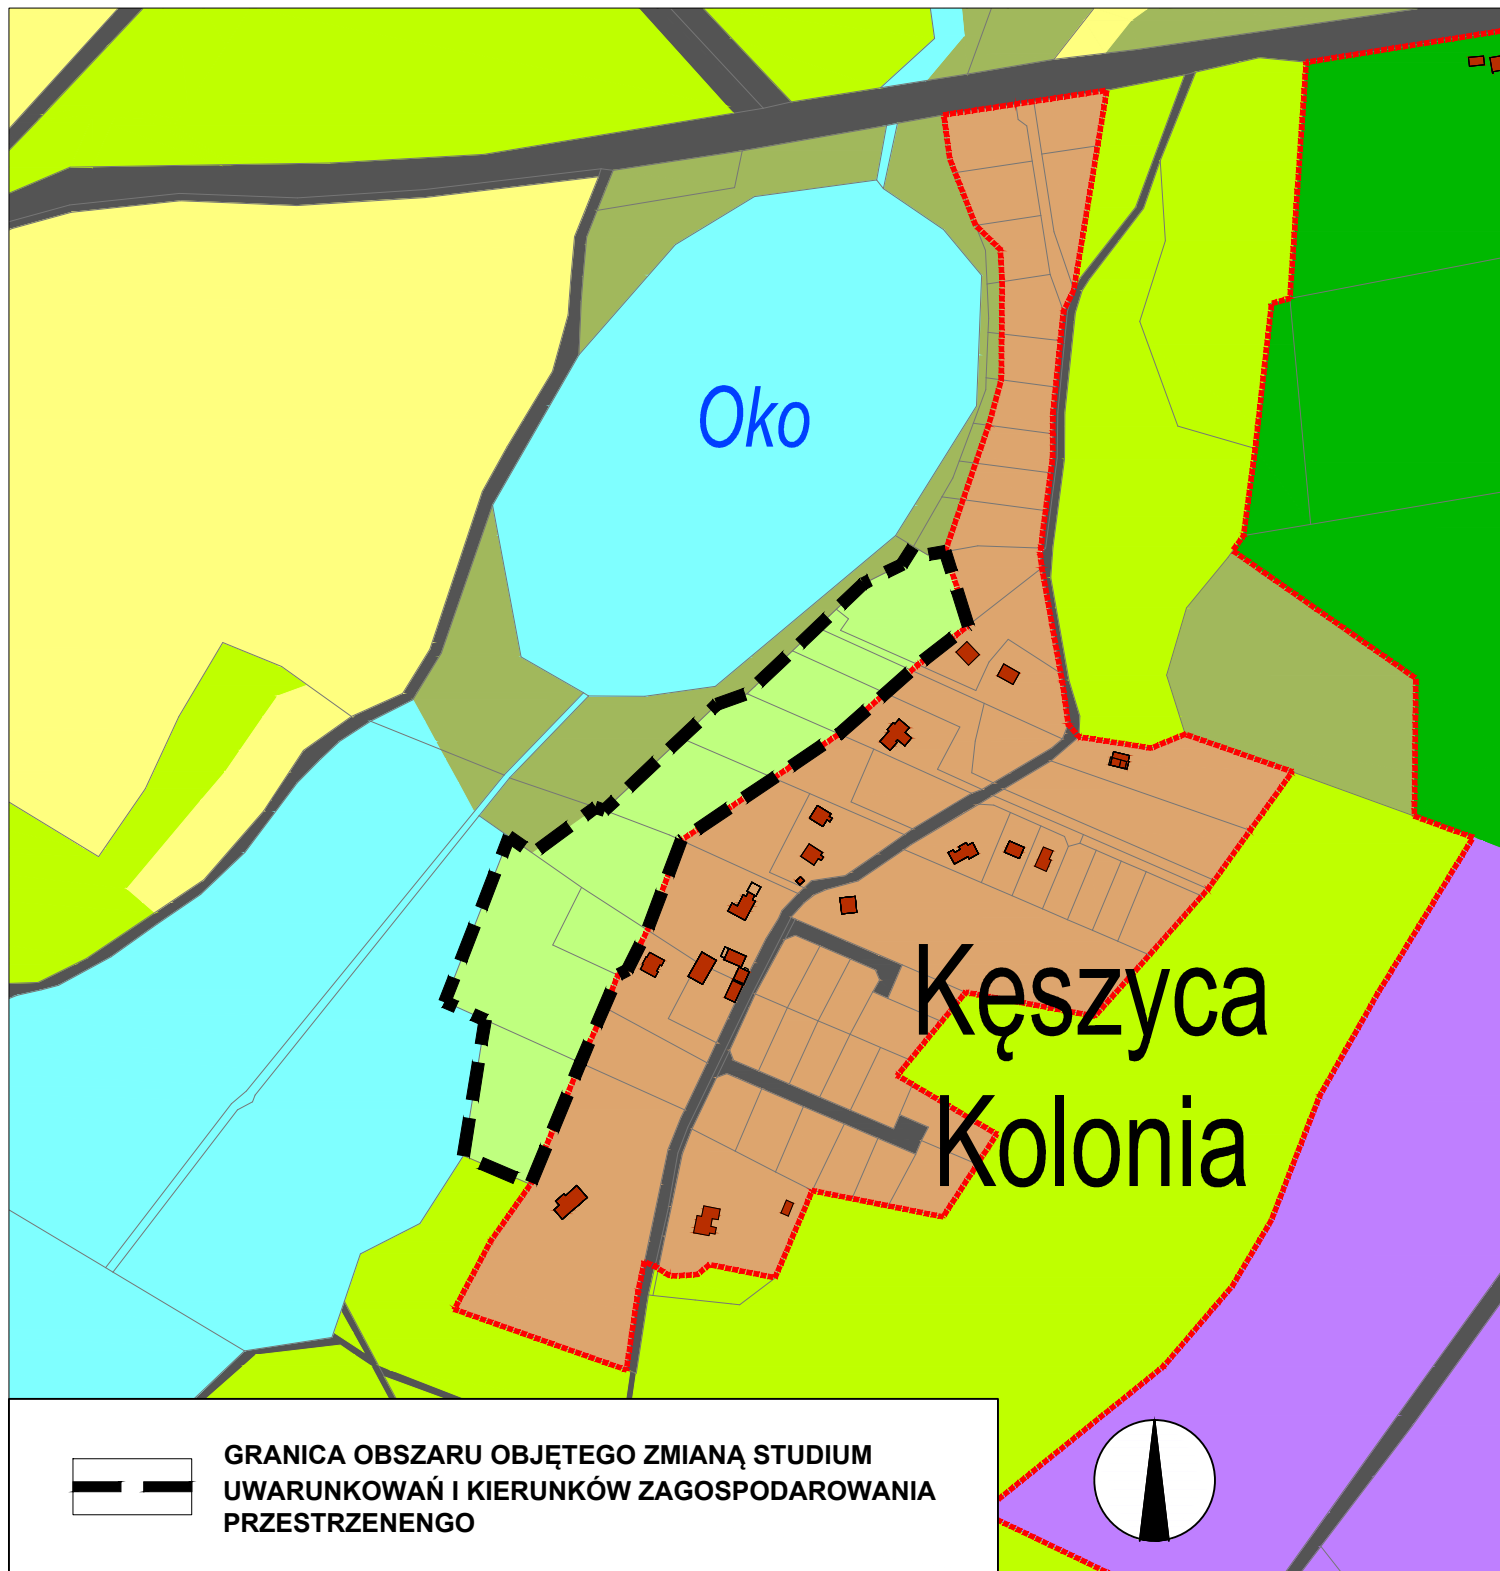 Oko
Kęszyca
Kolonia
GRANICA OBSZARU OBJĘTEGO ZMIANĄ STUDIUM
UWARUNKOWAŃ I KIERUNKÓW ZAGOSPODAROWANIA
PRZESTRZENENGO